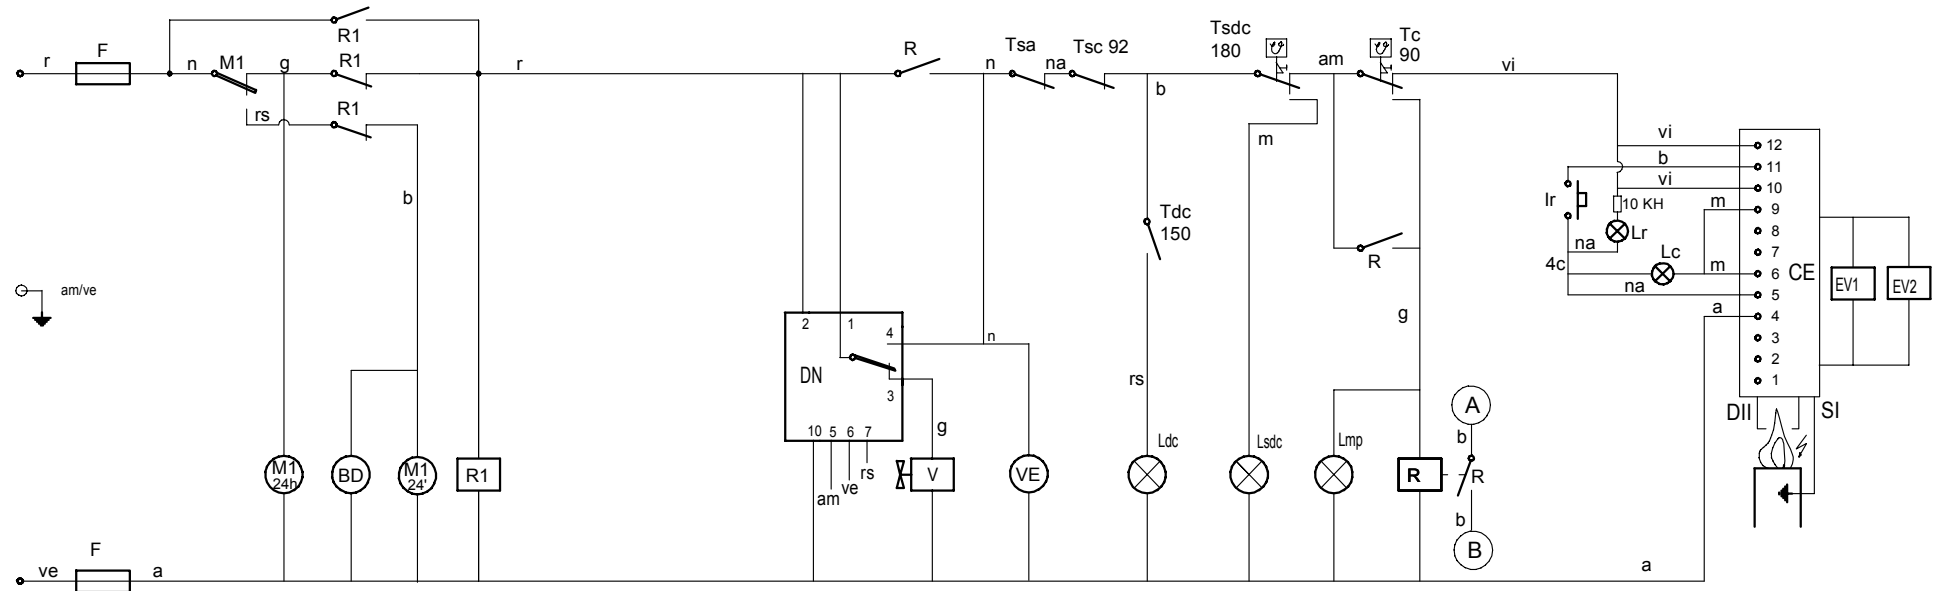 R1
r
F
n
M1
g
R1
r
R
n
Tsa
na
Tsc 92
Tsdc
180
am
Tc
90
vi
rs
R1
b
m
vi
12
b
11
vi
10
Ir
10 KH
m
9
Lr
8
na
7
4c
Lc
m
6
CE
na
5
a
4
3
2
1
EV1
EV2
b
Tdc
150
R
g
am/ve
2
1
4
n
DN
3
10
5
6
7
g
rs
am
ve
rs
DII
SI
A
b
Ldc
Lsdc
Lmp
M1
24h
BD
M1
24'
R1
V
VE
R
R
b
B
F
ve
a
a